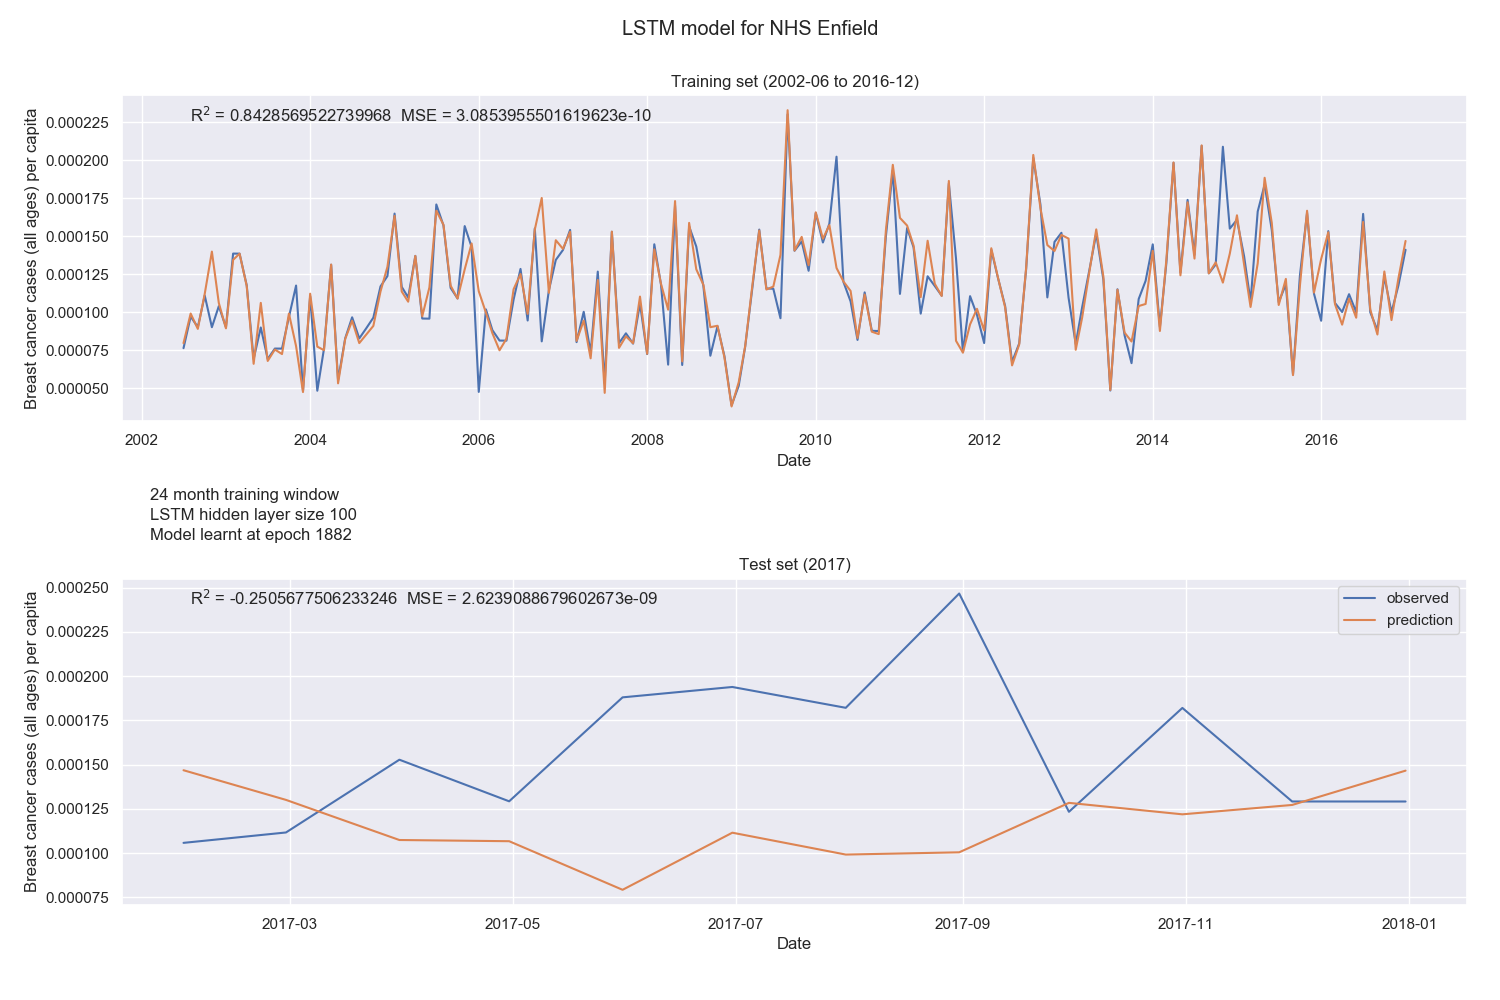 LSTM model for NHS Enfield
Training set (2002-06 to 2016-12)
R² = 0.8428569522739968 MSE = 3.0853955501619623e-10
Breast cancer cases (all ages) per capita
0.000225
0.000200
0.000175
0.000150
0.000125
0.000100
0.000075
0.000050
2002 2004 2006 2008 2010 2012 2014 2016
Date
24 month training window
LSTM hidden layer size 100
Model learnt at epoch 1882
Test set (2017)
R² = -0.2505677506233246 MSE = 2.6239088679602673e-09
observed
prediction
Breast cancer cases (all ages) per capita
0.000250
0.000225
0.000200
0.000175
0.000150
0.000125
0.000100
0.000075
2017-03 2017-05 2017-07 2017-09 2017-11 2018-01
Date